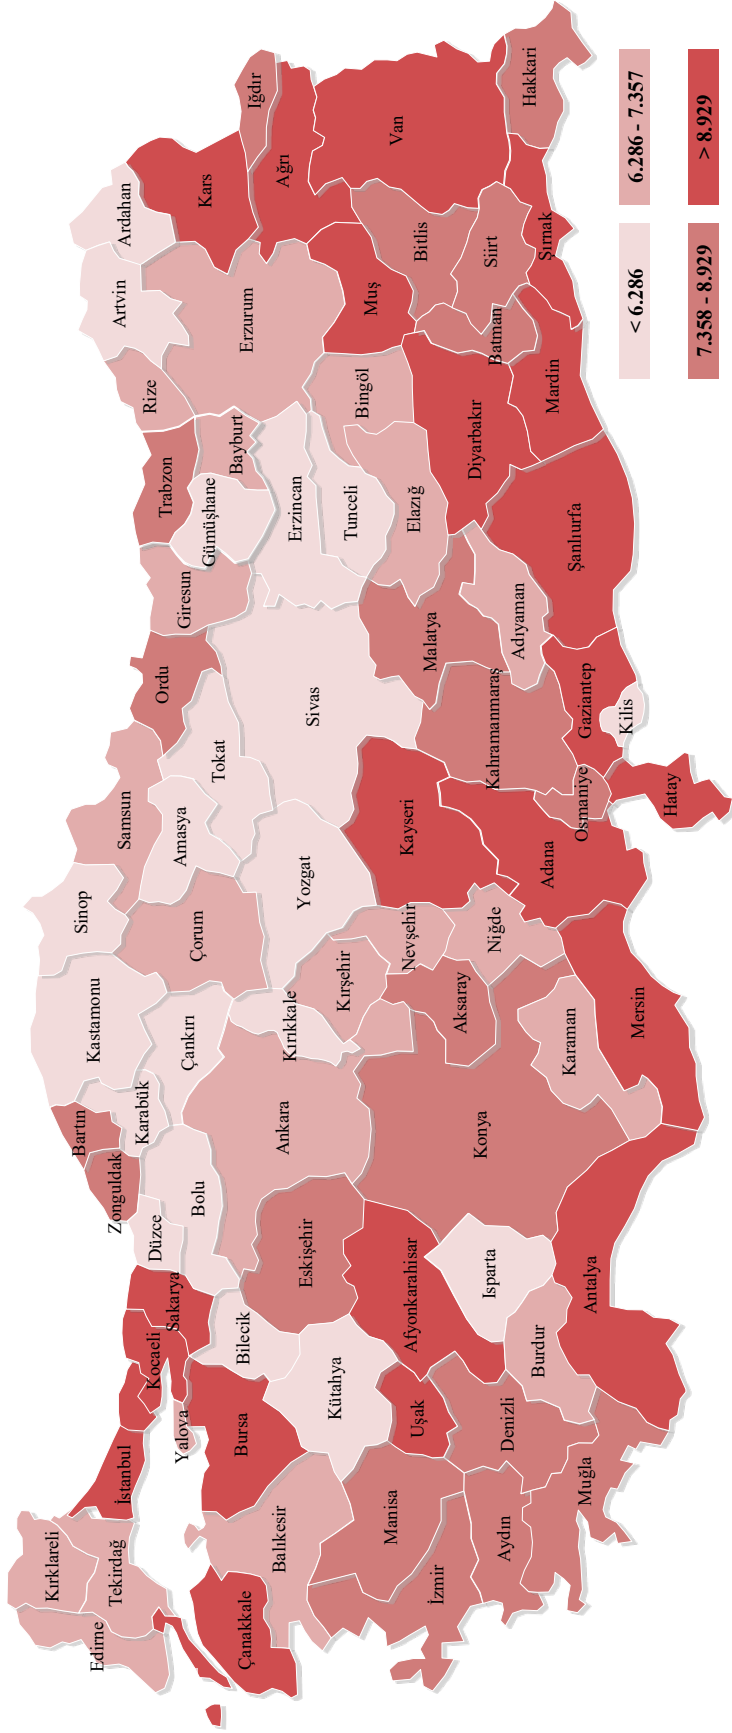 Kırklareli
Edirne
Tekirdağ
İstanbul
Kocaeli
Yalova
Sakarya
Düzce
Zonguldak
Bartın
Karabük
Kastamonu
Sinop
Samsun
Ordu
Giresun
Trabzon
Rize
Artvin
Ardahan
Çanakkale
Balıkesir
Bursa
Bilecik
Bolu
Çankırı
Çorum
Amasya
Tokat
Gümüşhane
Bayburt
Erzurum
Kars
Iğdır
Kütahya
Eskişehir
Ankara
Kırıkkale
Kırşehir
Yozgat
Sivas
Erzincan
Tunceli
Bingöl
Muş
Ağrı
Van
Manisa
İzmir
Uşak
Afyonkarahisar
Konya
Aksaray
Nevşehir
Niğde
Kayseri
Malatya
Elazığ
Diyarbakır
Batman
Bitlis
Siirt
Şırnak
Hakkari
Aydın
Denizli
Muğla
Burdur
Isparta
Antalya
Karaman
Mersin
Adana
Osmaniye
Kahramanmaraş
Adıyaman
Gaziantep
Kilis
Hatay
Şanlıurfa
Mardin
< 6.286
6.286 - 7.357
7.358 - 8.929
> 8.929